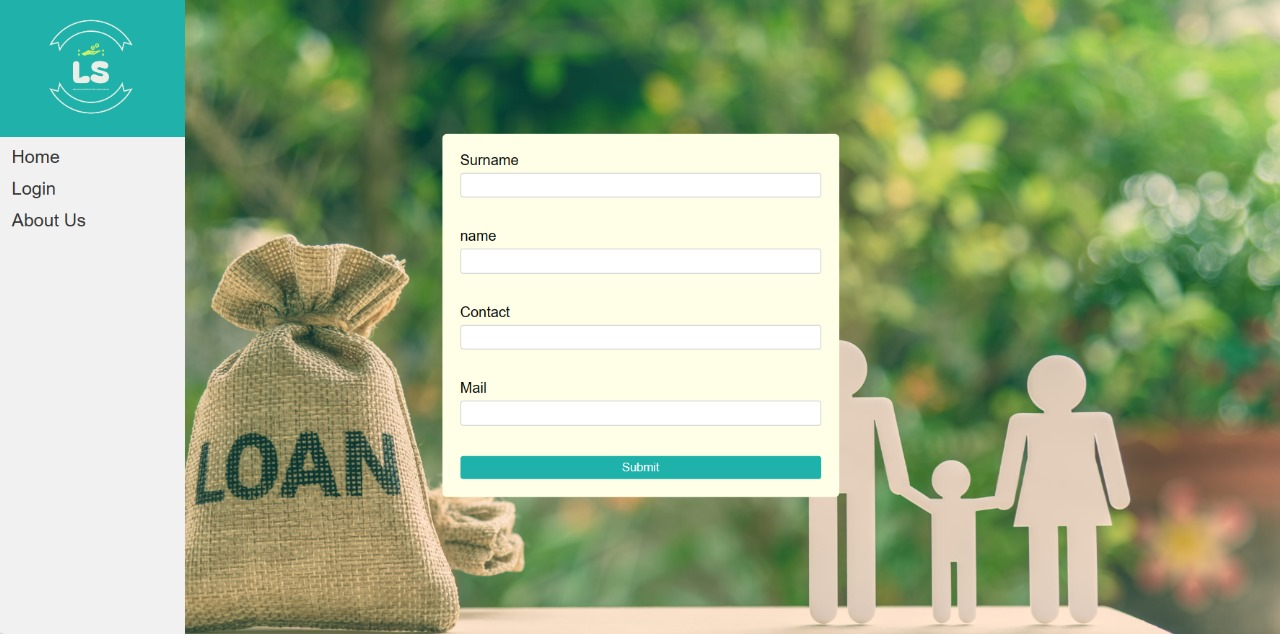 LS
Home
Login
About Us
Surname
name
Contact
Mail
Submit
LOAN